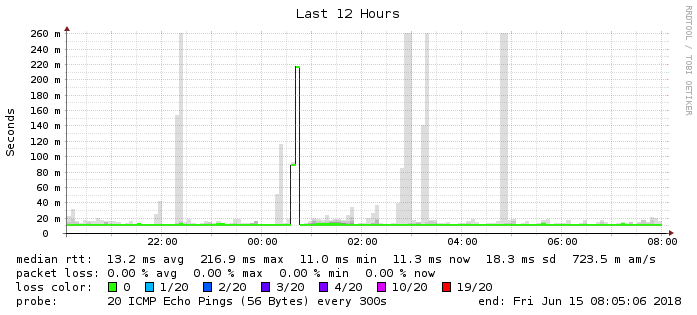 Last 12 Hours
RRDTOOL / TOBI OETIKER
Seconds
260 m
240 m
220 m
200 m
180 m
160 m
140 m
120 m
100 m
80 m
60 m
40 m
20 m
0
22:00 00:00 02:00 04:00 06:00 08:00
median rtt: 13.2 ms avg 216.9 ms max 11.0 ms min 11.3 ms now 18.3 ms sd 723.5 m am/s
packet loss: 0.00 % avg 0.00 % max 0.00 % min 0.00 % now
loss color: 0 1/20 2/20 3/20 4/20 10/20 19/20
probe: 20 ICMP Echo Pings (56 Bytes) every 300s end: Fri Jun 15 08:05:06 2018